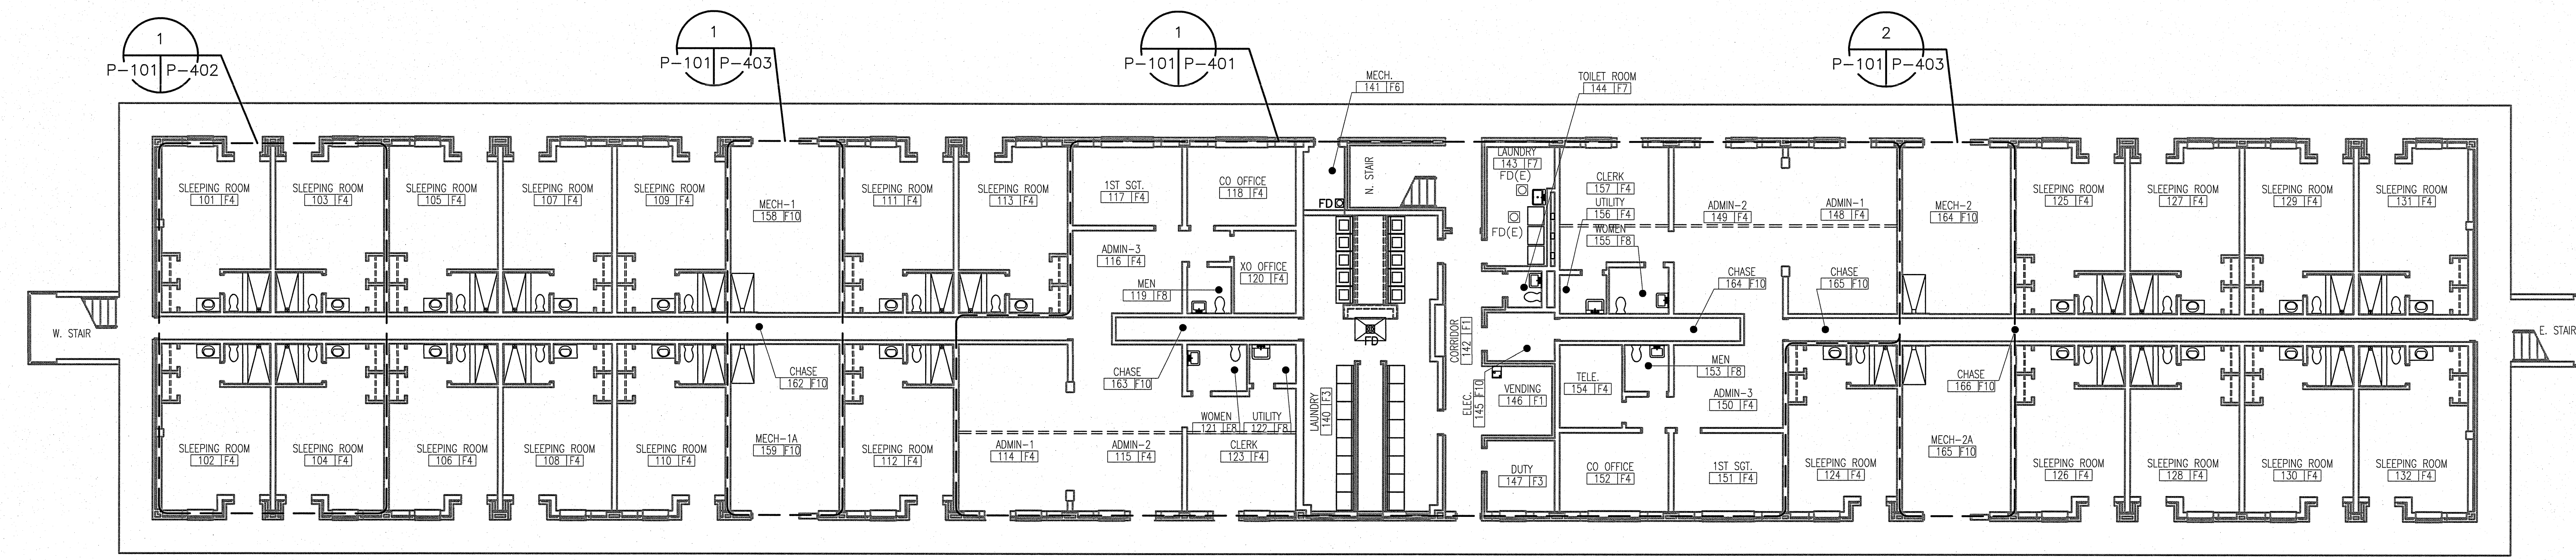 1
P-101 P-402
1
P-101 P-403
1
P-101 P-401
2
P-101 P-403
MECH.
141 F6
TOILET ROOM
144 F7
SLEEPING ROOM
101 F4
SLEEPING ROOM
103 F4
SLEEPING ROOM
105 F4
SLEEPING ROOM
107 F4
SLEEPING ROOM
109 F4
MECH-1
158 F10
SLEEPING ROOM
111 F4
SLEEPING ROOM
113 F4
1ST SGT.
117 F4
CO OFFICE
118 F4
N. STAIR
FD
LAUNDRY
143 F7
FD(E)
FD(E)
CLERK
157 F4
UTILITY
156 F4
WOMEN
155 F8
ADMIN-2
149 F4
ADMIN-1
148 F4
MECH-2
164 F10
SLEEPING ROOM
125 F4
SLEEPING ROOM
127 F4
SLEEPING ROOM
129 F4
SLEEPING ROOM
131 F4
ADMIN-3
116 F4
XO OFFICE
120 F4
MEN
119 F8
CHASE
164 F10
CHASE
165 F10
W. STAIR
FD
CORRIDOR
142 F1
E. STAIR
CHASE
162 F10
CHASE
163 F10
MEN
153 F8
CHASE
166 F10
ELEC.
145 F10
VENDING
146 F1
TELE.
154 F4
ADMIN-3
150 F4
WOMEN
121 F8
UTILITY
122 F8
LAUNDRY
140 F3
SLEEPING ROOM
102 F4
SLEEPING ROOM
104 F4
SLEEPING ROOM
106 F4
SLEEPING ROOM
108 F4
SLEEPING ROOM
110 F4
MECH-1A
159 F10
SLEEPING ROOM
112 F4
ADMIN-1
114 F4
ADMIN-2
115 F4
CLERK
123 F4
DUTY
147 F3
CO OFFICE
152 F4
1ST SGT.
151 F4
SLEEPING ROOM
124 F4
MECH-2A
165 F10
SLEEPING ROOM
126 F4
SLEEPING ROOM
128 F4
SLEEPING ROOM
130 F4
SLEEPING ROOM
132 F4